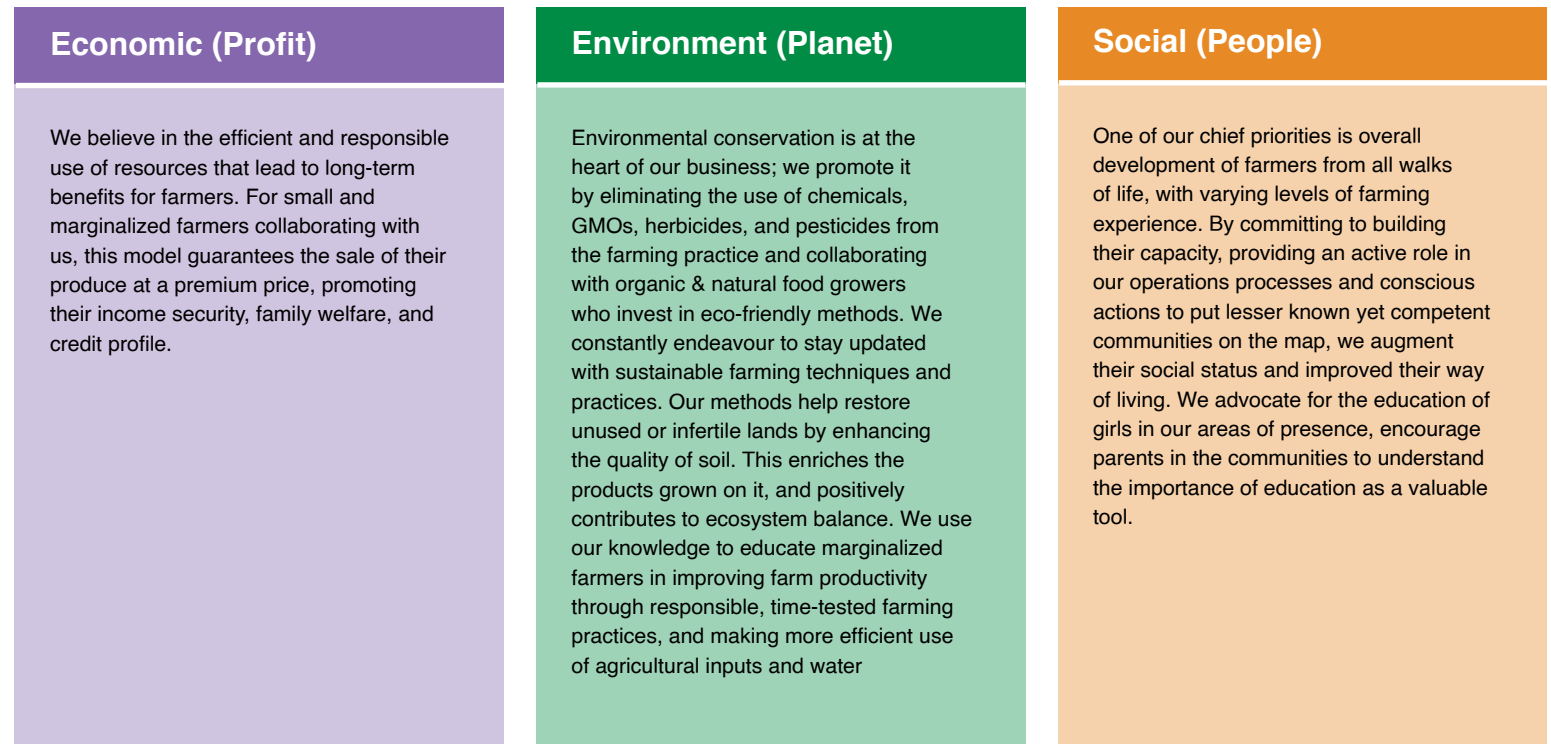 Economic (Profit)
We believe in the efficient and responsible
use of resources that lead to long-term
benefits for farmers. For small and
marginalized farmers collaborating with
us, this model guarantees the sale of their
produce at a premium price, promoting
their income security, family welfare, and
credit profile.
Environment (Planet)
Environmental conservation is at the
heart of our business; we promote it
by eliminating the use of chemicals,
GMOs, herbicides, and pesticides from
the farming practice and collaborating
with organic & natural food growers
who invest in eco-friendly methods. We
constantly endeavour to stay updated
with sustainable farming techniques and
practices. Our methods help restore
unused or infertile lands by enhancing
the quality of soil. This enriches the
products grown on it, and positively
contributes to ecosystem balance. We use
our knowledge to educate marginalized
farmers in improving farm productivity
through responsible, time-tested farming
practices, and making more efficient use
of agricultural inputs and water
Social (People)
One of our chief priorities is overall
development of farmers from all walks
of life, with varying levels of farming
experience. By committing to building
their capacity, providing an active role in
our operations processes and conscious
actions to put lesser known yet competent
communities on the map, we augment
their social status and improved their way
of living. We advocate for the education of
girls in our areas of presence, encourage
parents in the communities to understand
the importance of education as a valuable
tool.